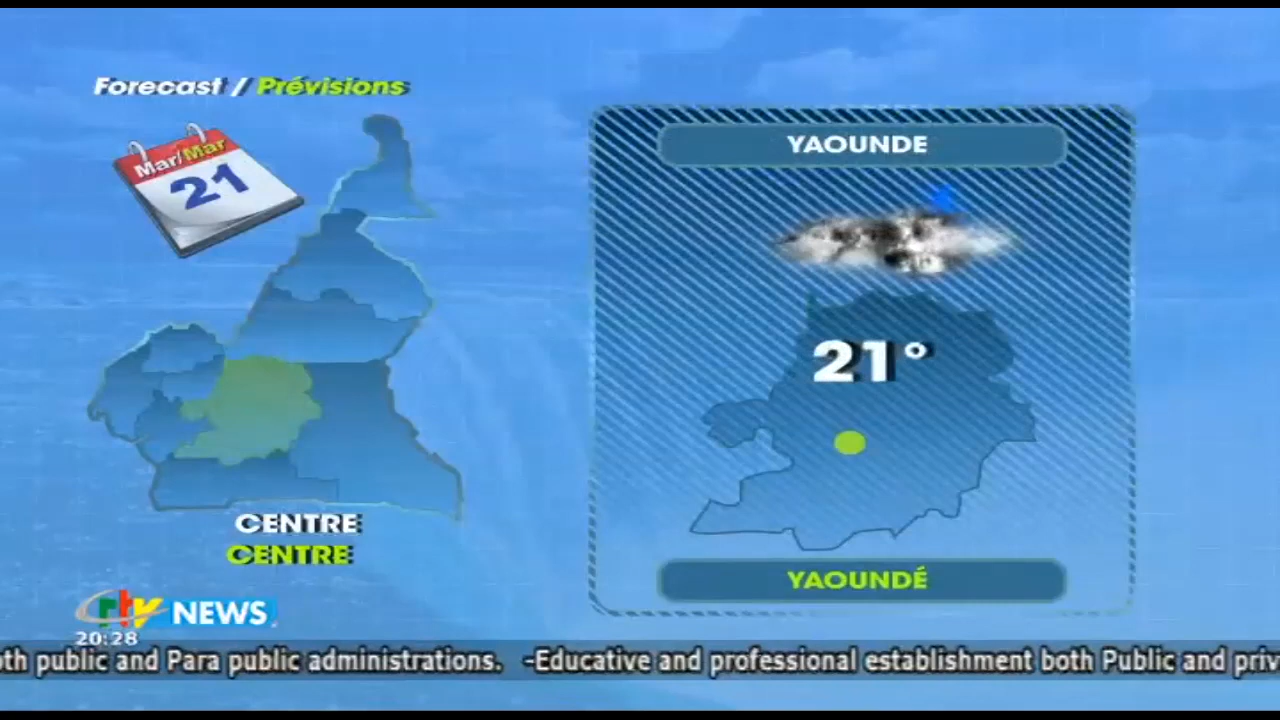 Forecast / Prévisions
Mar/Mar
21
YAOUNDE
21°
CENTRE
CENTRE
YAOUNDÉ
crtv NEWS
20:28
oth public and Para public administrations. -Educative and professional establishment both Public and priv